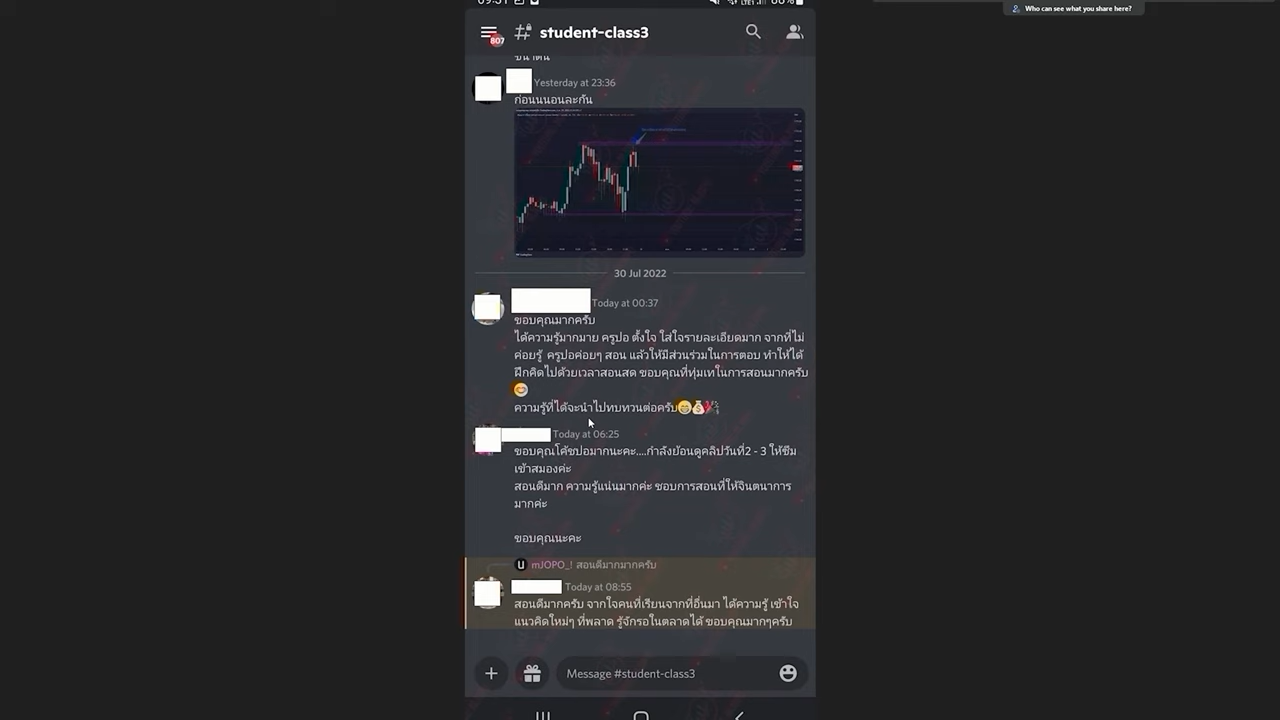 Who can see what you share here?
807
student-class3
Yesterday at 23:36
ก่อนนนอนละกัน
30 Jul 2022
Today at 00:37
ขอบคุณมากครับ
ได้ความรู้มากมาย ครูปอ ตั้งใจ ใส่ใจรายละเอียดมาก จากที่ไม่
ค่อยรู้ ครูปอค่อยๆ สอน แล้วให้มีส่วนร่วมในการตอบ ทำให้ได้
ฝึกคิดไปด้วยเวลาสอนสด ขอบคุณที่ทุ่มเทในการสอนมากครับ
ความรู้ที่ได้จะนำไปทบทวนต่อครับ
Today at 06:25
ขอบคุณโค้ชปอมากนะคะ....กำลังย้อนดูคลิปวันที่2 - 3 ให้ซึม
เข้าสมองค่ะ
สอนดีมาก ความรู้แน่นมากค่ะ ชอบการสอนที่ให้จินตนาการ
มากค่ะ
ขอบคุณนะคะ
mJOPO_! สอนดีมากมากครับ
Today at 08:55
สอนดีมากครับ จากใจคนที่เรียนจากที่อื่นมา ได้ความรู้ เข้าใจ
แนวคิดใหม่ๆ ที่พลาด รู้จักรอในตลาดได้ ขอบคุณมากๆครับ
Message #student-class3